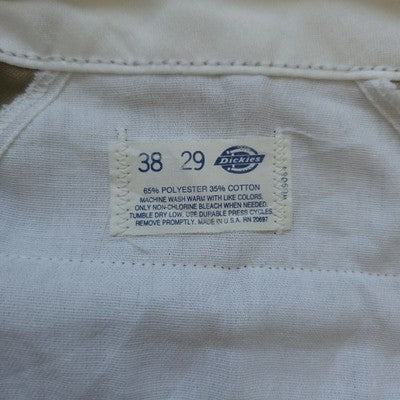 38 29 Dickies
65% POLYESTER 35% COTTON
MACHINE WASH WARM WITH LIKE COLORS.
ONLY NON-CHLORINE BLEACH WHEN NEEDED.
TUMBLE DRY LOW. USE DURABLE PRESS CYCLES.
REMOVE PROMPTLY. MADE IN U.S.A. RN 20697